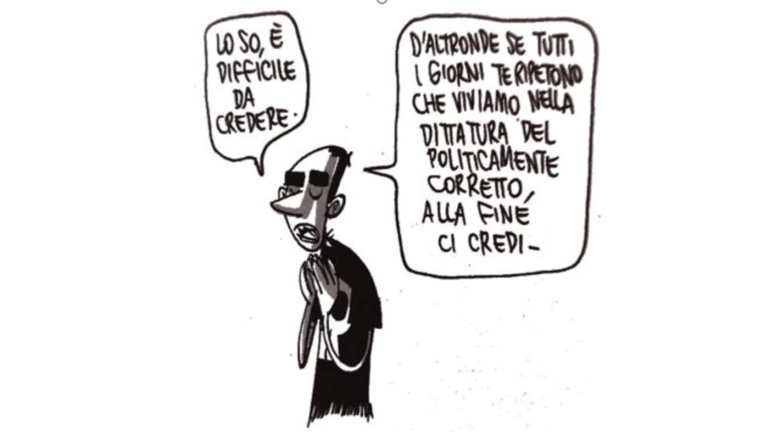 LO SO, È
DIFFICILE
DA
CREDERE.
D'ALTRONDE SE TUTTI
I GIORNI TE RIPETONO
CHE VIVIAMO NELLA
DITTATURA DEL
POLITICAMENTE
CORRETTO,
ALLA FINE
CI CREDI_